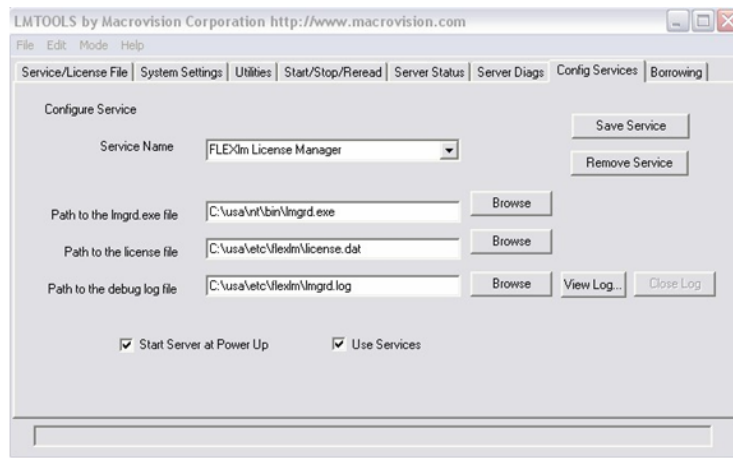 LMTOOLS by Macrovision Corporation http://www.macrovision.com
File Edit Mode Help
Service/License File System Settings Utilities Start/Stop/Reread Server Status Server Diags Config Services Borrowing
Configure Service
Save Service
Service Name FLEXlm License Manager
Remove Service
Path to the lmgrd.exe file C:\usa\nt\bin\lmgrd.exe Browse
Path to the license file C:\usa\etc\flexlm\license.dat Browse
Path to the debug log file C:\usa\etc\flexlm\lmgrd.log Browse View Log... Close Log
Start Server at Power Up Use Services